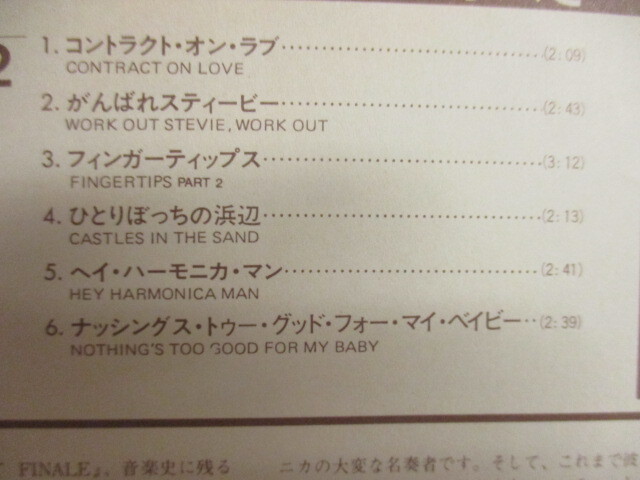 2
1. コントラクト・オン・ラブ……………………………(2:09)
CONTRACT ON LOVE
2. がんばれスティービー……………………………(2:43)
WORK OUT STEVIE, WORK OUT
3. フィンガーティップス……………………………(3:12)
FINGERTIPS PART 2
4. ひとりぼっちの浜辺……………………………(2:13)
CASTLES IN THE SAND
5. ヘイ・ハーモニカ・マン……………………………(2:41)
HEY HARMONICA MAN
6. ナッシングス・トゥー・グッド・フォー・マイ・ベイビー‥(2:39)
NOTHING'S TOO GOOD FOR MY BABY
FINALE」、音楽史に残る
ニカの大変な名奏者です。そして、これまで彼